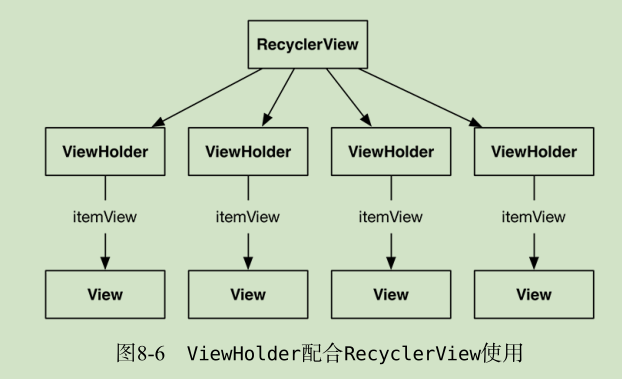 RecyclerView
ViewHolder ViewHolder ViewHolder ViewHolder
itemView itemView itemView itemView
View View View View
图8-6 ViewHolder配合RecyclerView使用